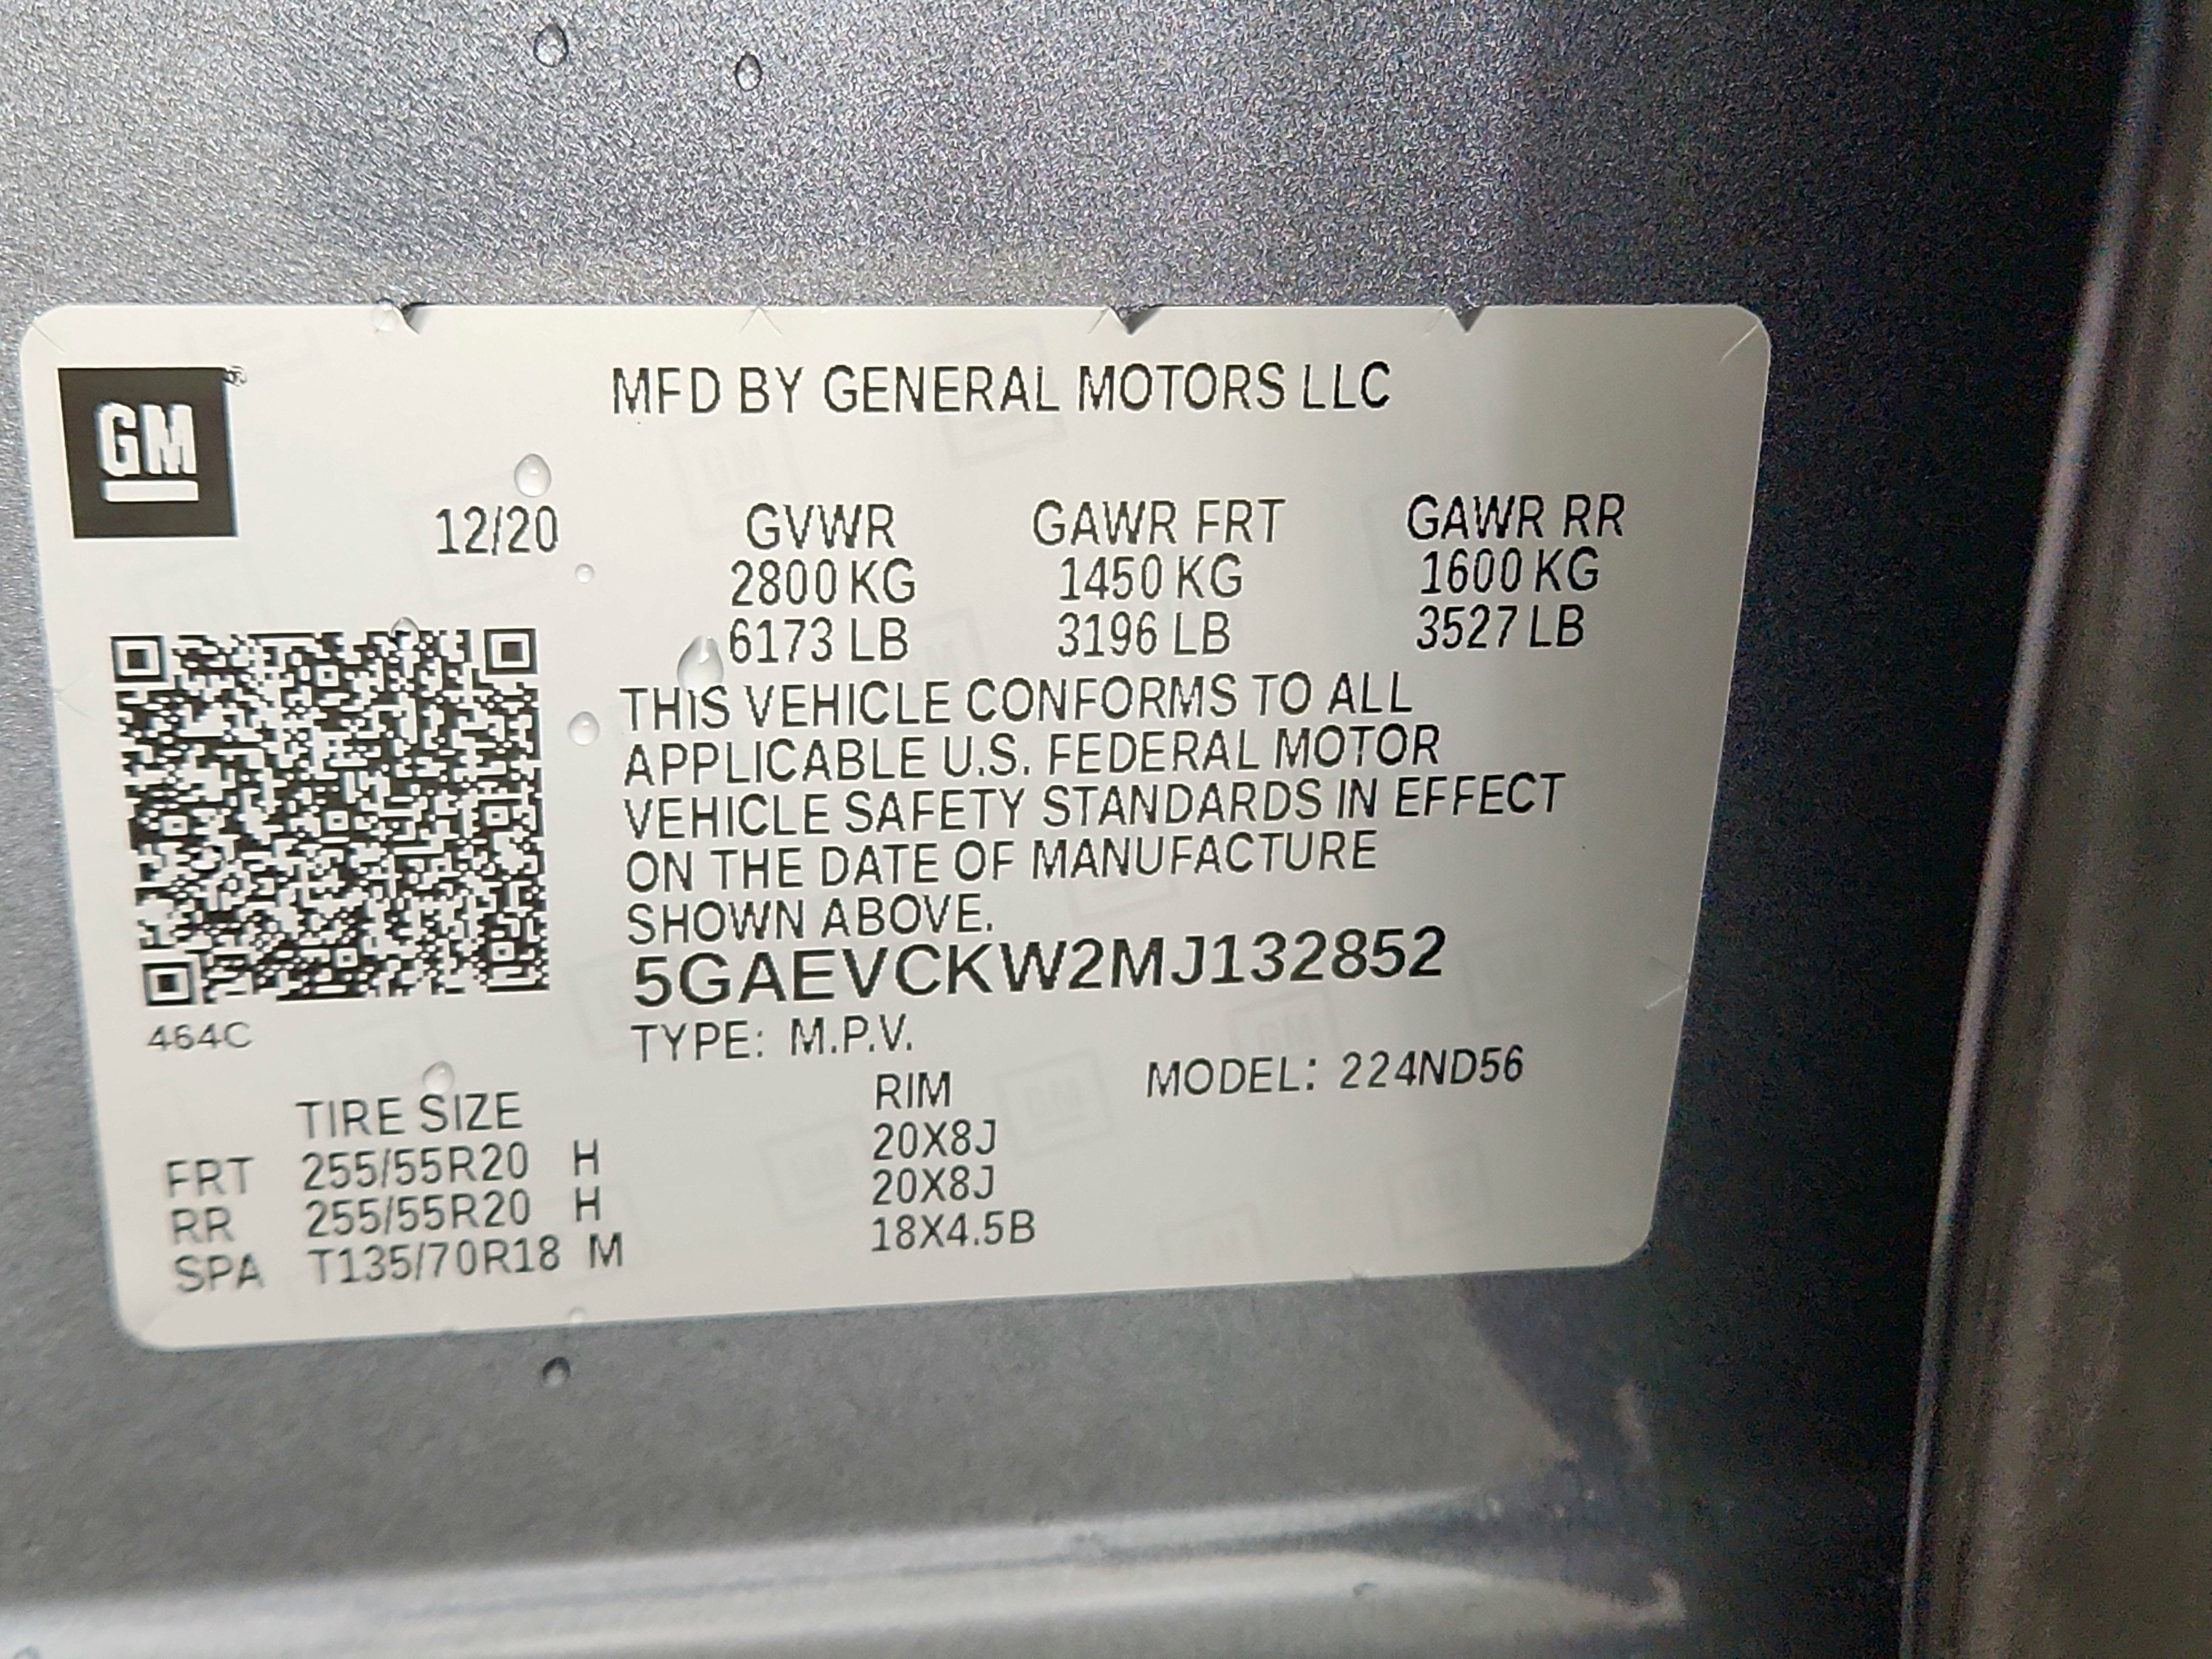 GM
MFD BY GENERAL MOTORS LLC
12/20 GVWR GAWR FRT GAWR RR
2800 KG 1450 KG 1600 KG
6173 LB 3196 LB 3527 LB
THIS VEHICLE CONFORMS TO ALL
APPLICABLE U.S. FEDERAL MOTOR
VEHICLE SAFETY STANDARDS IN EFFECT
ON THE DATE OF MANUFACTURE
SHOWN ABOVE.
5GAEVCKW2MJ132852
464C
TYPE: M.P.V.
MODEL: 224ND56
TIRE SIZE RIM
FRT 255/55R20 H 20X8J
RR 255/55R20 H 20X8J
SPA T135/70R18 M 18X4.5B